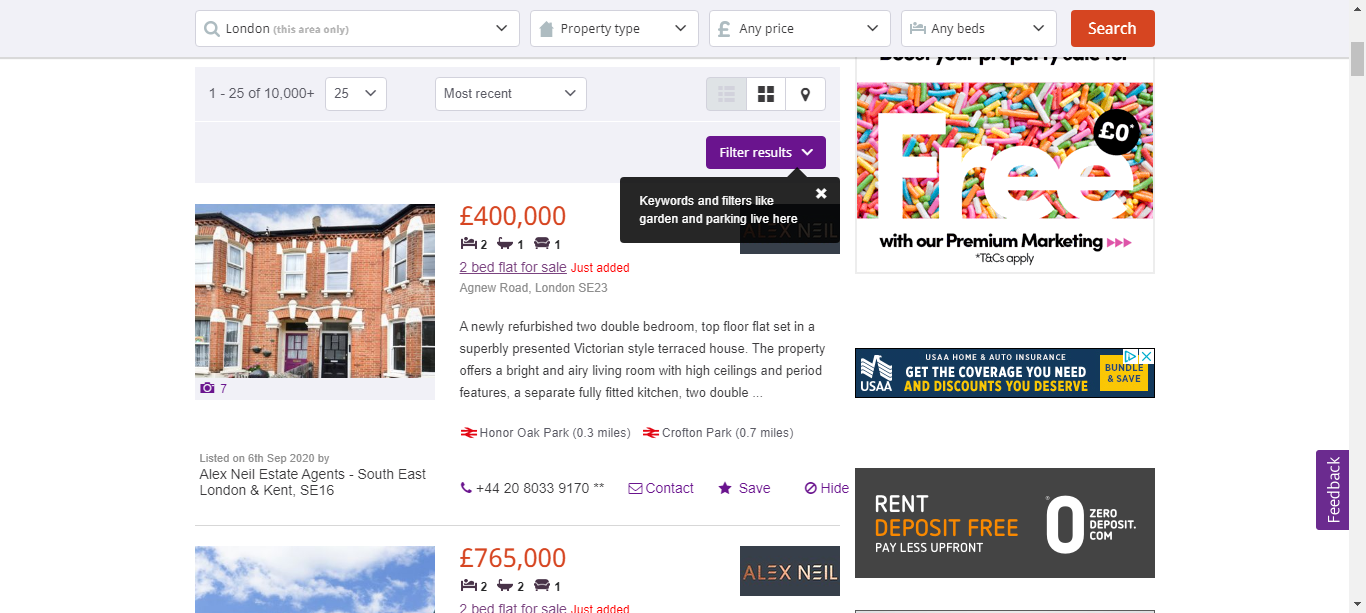 London (this area only)
Property type
Any price
Any beds
Search
1 - 25 of 10,000+
25
Most recent
Filter results
Keywords and filters like
garden and parking live here
ALEX NEIL
£400,000
2 1 1
2 bed flat for sale Just added
Agnew Road, London SE23
A newly refurbished two double bedroom, top floor flat set in a
superbly presented Victorian style terraced house. The property
offers a bright and airy living room with high ceilings and period
features, a separate fully fitted kitchen, two double ...
7
Honor Oak Park (0.3 miles) Crofton Park (0.7 miles)
Listed on 6th Sep 2020 by
Alex Neil Estate Agents - South East
London & Kent, SE16
+44 20 8033 9170 ** Contact Save Hide
£765,000
2 2 1
2 bed flat for sale Just added
ALEX NEIL
Boost your property sale for
Free
£0*
with our Premium Marketing
*T&Cs apply
USAA
USAA HOME & AUTO INSURANCE
GET THE COVERAGE YOU NEED
AND DISCOUNTS YOU DESERVE
BUNDLE
& SAVE
RENT
DEPOSIT FREE
PAY LESS UPFRONT
0
ZERO
DEPOSIT.
COM
Feedback